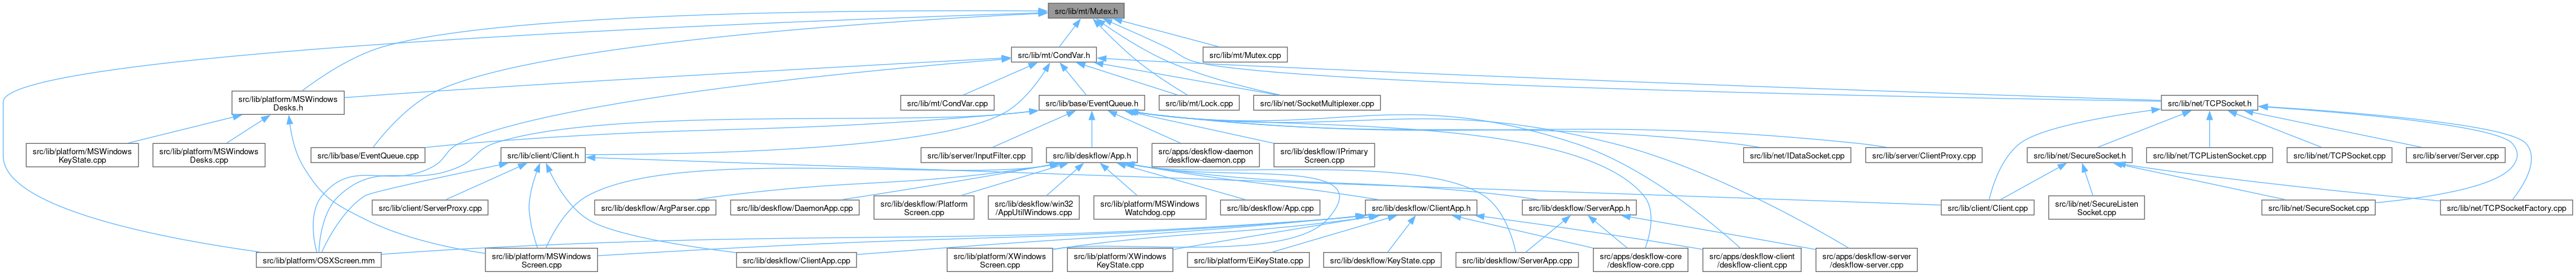 src/lib/mt/Mutex.h
src/lib/mt/CondVar.h
src/lib/mt/Mutex.cpp
src/lib/platform/MSWindows
Desks.h
src/lib/mt/CondVar.cpp
src/lib/base/EventQueue.h
src/lib/mt/Lock.cpp
src/lib/net/SocketMultiplexer.cpp
src/lib/net/TCPSocket.h
src/lib/platform/MSWindows
KeyState.cpp
src/lib/platform/MSWindows
Desks.cpp
src/lib/base/EventQueue.cpp
src/lib/client/Client.h
src/lib/server/InputFilter.cpp
src/lib/deskflow/App.h
src/apps/deskflow-daemon
/deskflow-daemon.cpp
src/lib/deskflow/IPrimary
Screen.cpp
src/lib/net/IDataSocket.cpp
src/lib/server/ClientProxy.cpp
src/lib/net/SecureSocket.h
src/lib/net/TCPListenSocket.cpp
src/lib/net/TCPSocket.cpp
src/lib/server/Server.cpp
src/lib/client/ServerProxy.cpp
src/lib/deskflow/ArgParser.cpp
src/lib/deskflow/DaemonApp.cpp
src/lib/deskflow/Platform
Screen.cpp
src/lib/deskflow/win32
/AppUtilWindows.cpp
src/lib/platform/MSWindows
Watchdog.cpp
src/lib/deskflow/App.cpp
src/lib/deskflow/ClientApp.h
src/lib/deskflow/ServerApp.h
src/lib/client/Client.cpp
src/lib/net/SecureListen
Socket.cpp
src/lib/net/SecureSocket.cpp
src/lib/net/TCPSocketFactory.cpp
src/lib/platform/OSXScreen.mm
src/lib/platform/MSWindows
Screen.cpp
src/lib/deskflow/ClientApp.cpp
src/lib/platform/XWindows
Screen.cpp
src/lib/platform/XWindows
KeyState.cpp
src/lib/platform/EiKeyState.cpp
src/lib/deskflow/KeyState.cpp
src/lib/deskflow/ServerApp.cpp
src/apps/deskflow-core
/deskflow-core.cpp
src/apps/deskflow-client
/deskflow-client.cpp
src/apps/deskflow-server
/deskflow-server.cpp